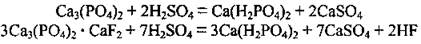 Ca₃(PO₄)₂ + 2H₂SO₄ = Ca(H₂PO₄)₂ + 2CaSO₄
3Ca₃(PO₄)₂ · CaF₂ + 7H₂SO₄ = 3Ca(H₂PO₄)₂ + 7CaSO₄ + 2HF